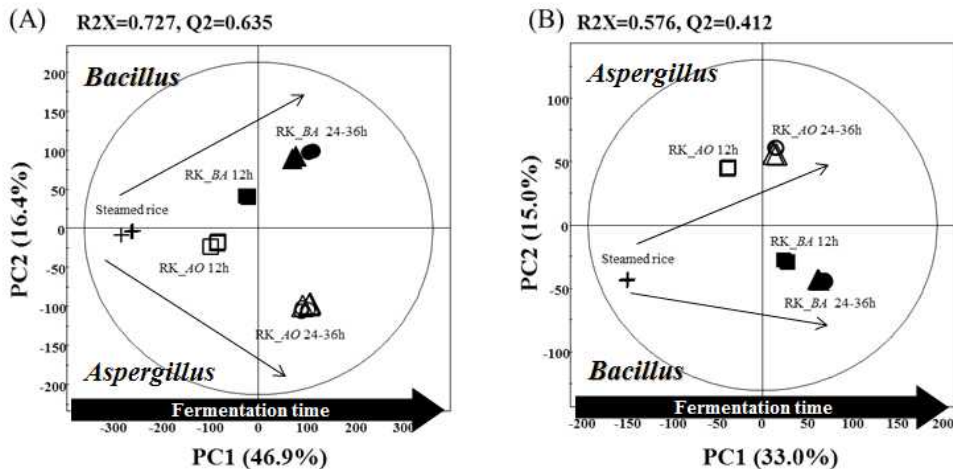 (A) R2X=0.727, Q2=0.635
Bacillus
RK_BA 24-36h
RK_BA 12h
Steamed rice
RK_AO 12h
RK_AO 24-36h
Aspergillus
Fermentation time
200
150
100
50
0
-50
-100
-150
-200
-300 -200 -100 0 100 200 300
PC2 (16.4%)
PC1 (46.9%)
(B) R2X=0.576, Q2=0.412
Aspergillus
RK_AO 24-36h
RK_AO 12h
RK_BA 12h
Steamed rice
RK_BA 24-36h
Bacillus
Fermentation time
100
50
0
-50
-100
-200 -150 -100 -50 0 50 100 150 200
PC2 (15.0%)
PC1 (33.0%)